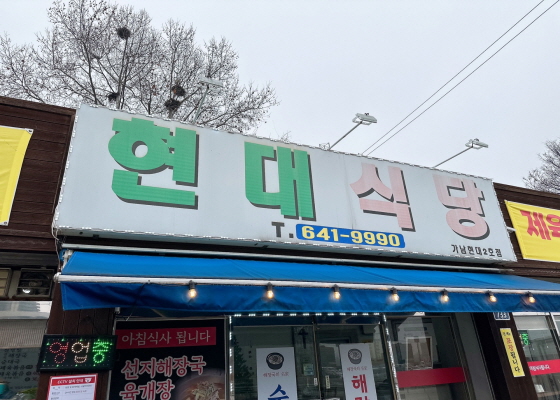 현대식당
T. 641-9990
기남현대2호점
제육
영업중
아침식사 됩니다
선지해장국
육개장